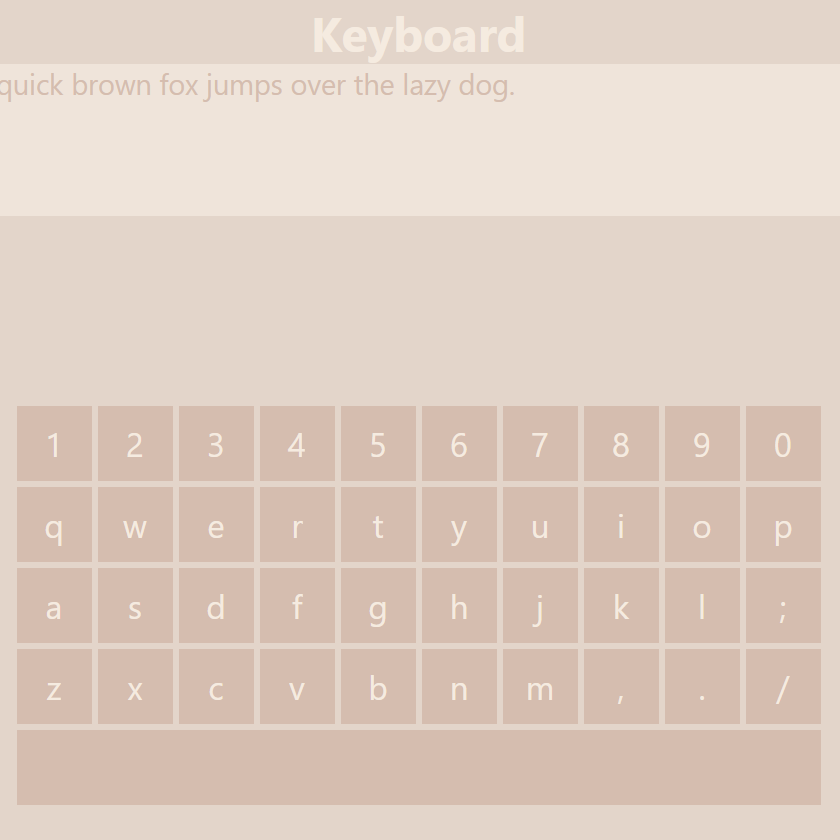 Keyboard
quick brown fox jumps over the lazy dog.
1 2 3 4 5 6 7 8 9 0
q w e r t y u i o p
a s d f g h j k l ;
z x c v b n m , . /